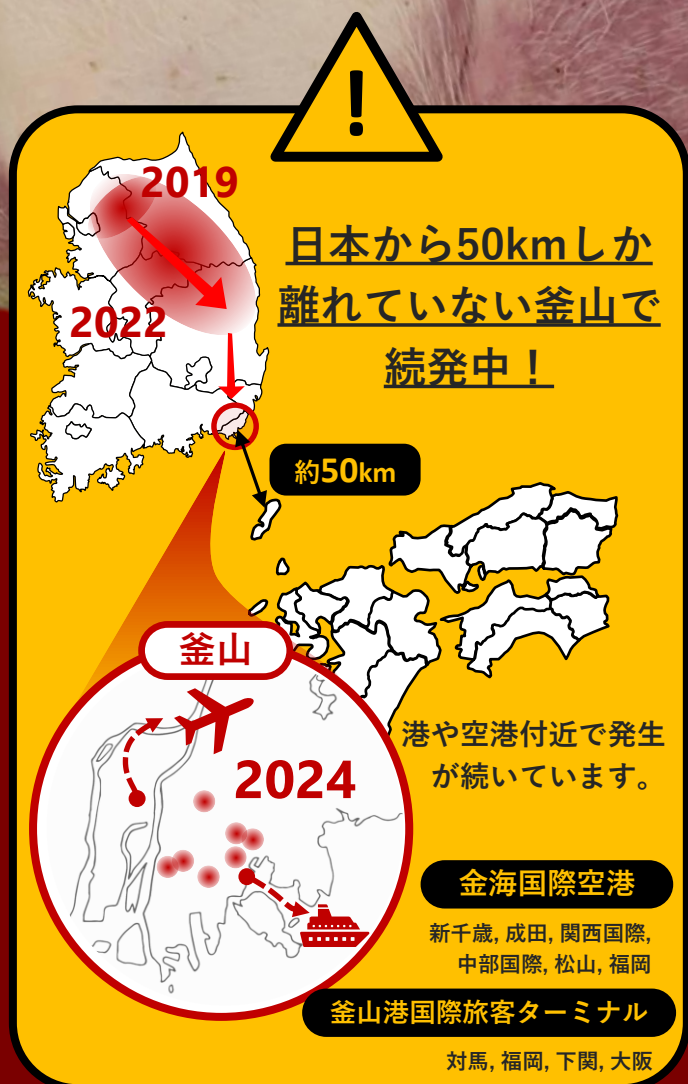 !
2019
日本から50kmしか
離れていない釜山で
続発中！
2022
約50km
釜山
港や空港付近で発生
が続いています。
2024
金海国際空港
新千歳, 成田, 関西国際,
中部国際, 松山, 福岡
釜山港国際旅客ターミナル
対馬, 福岡, 下関, 大阪